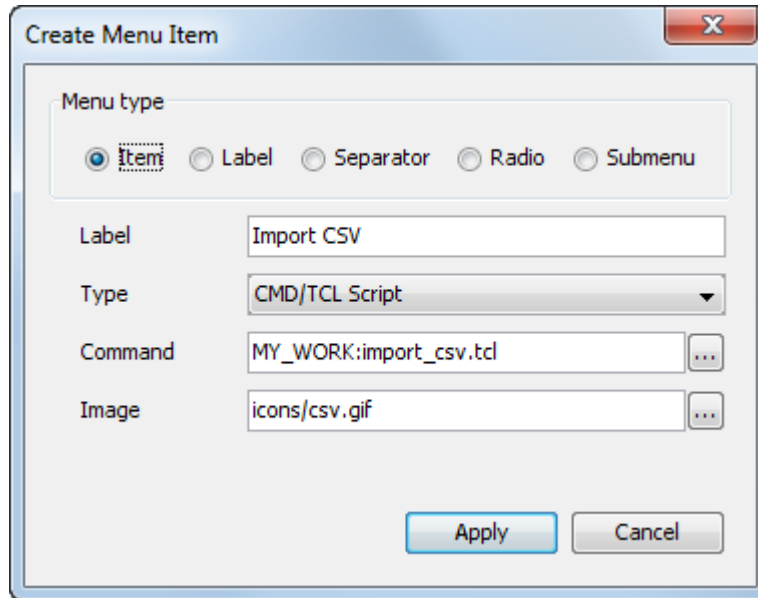 Create Menu Item
Menu type
Item Label Separator Radio Submenu
Label Import CSV
Type CMD/TCL Script
Command MY_WORK:import_csv.tcl ...
Image icons/csv.gif ...
Apply Cancel